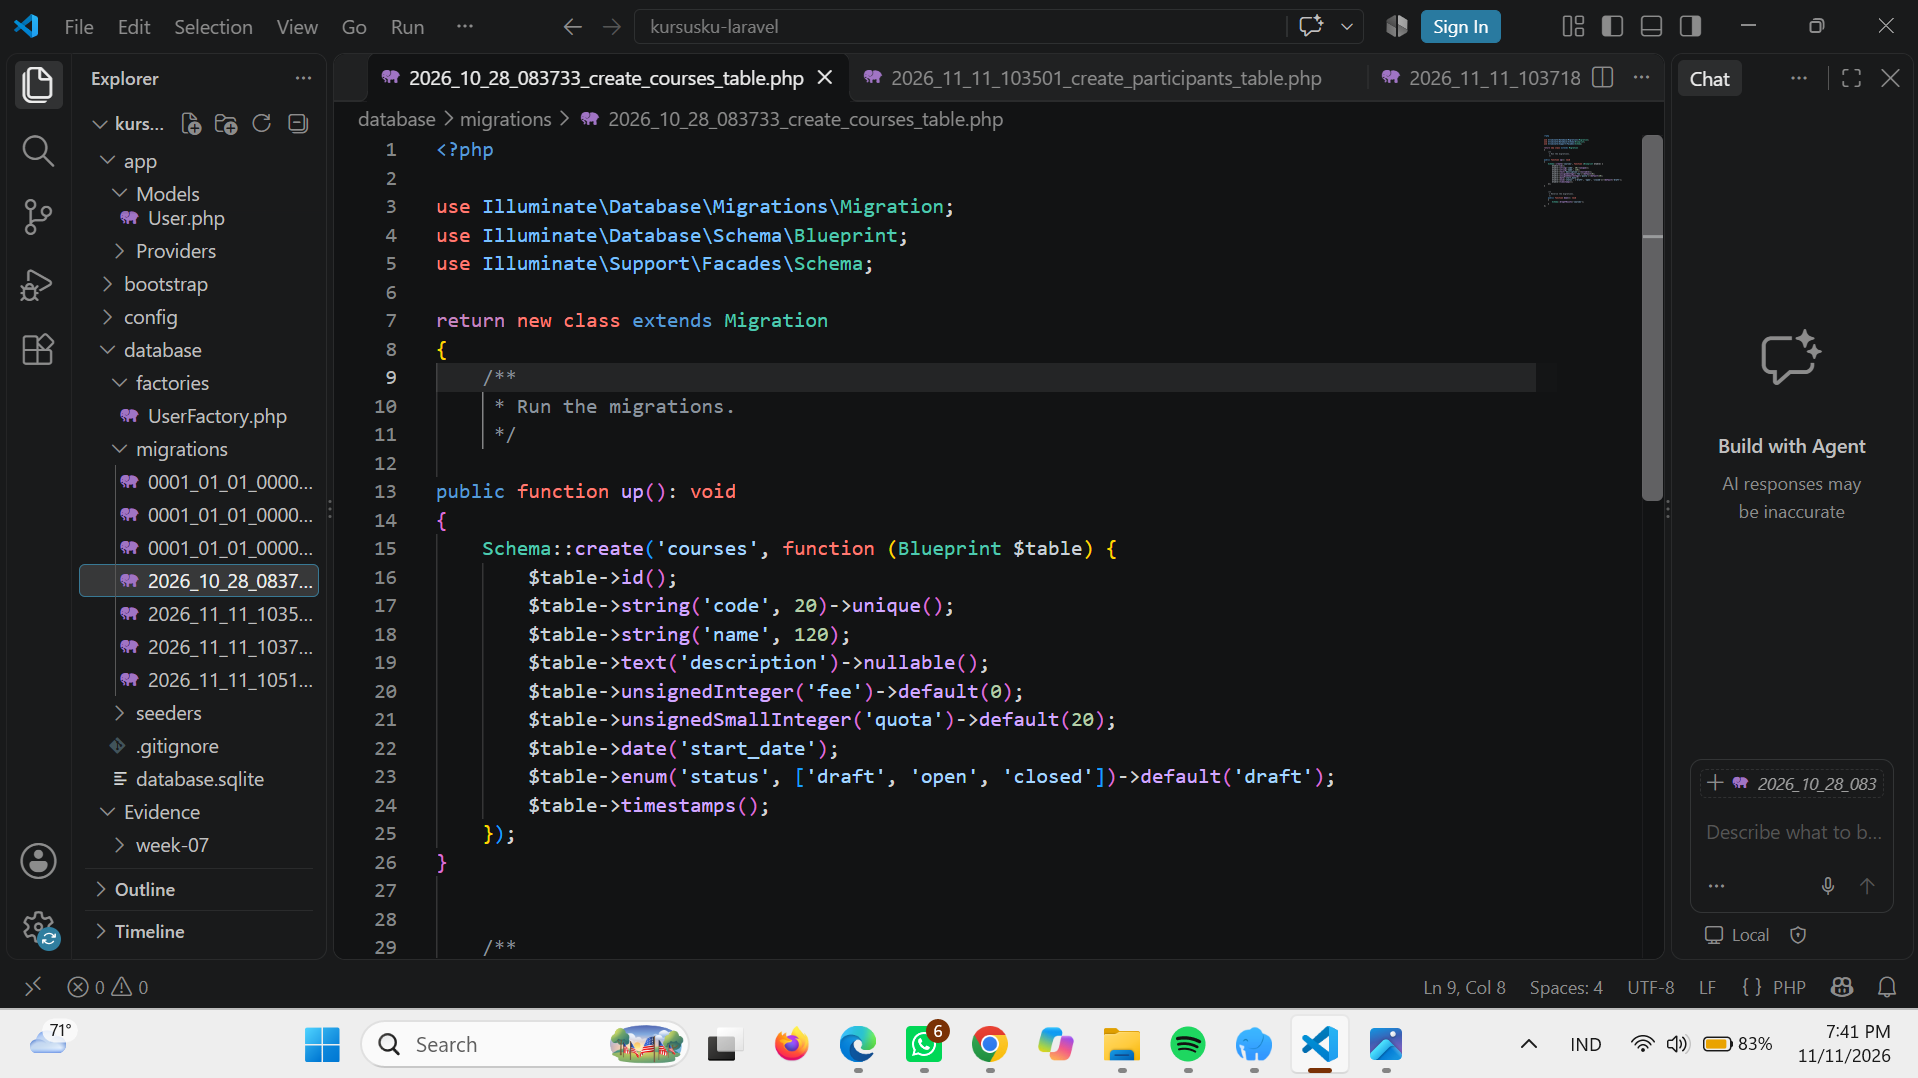 File Edit Selection View Go Run ···
kursusku-laravel
Sign In
Explorer
kurs...
app
Models
User.php
Providers
bootstrap
config
database
factories
UserFactory.php
migrations
0001_01_01_0000...
0001_01_01_0000...
0001_01_01_0000...
2026_10_28_0837...
2026_11_11_1035...
2026_11_11_1037...
2026_11_11_1051...
seeders
.gitignore
database.sqlite
Evidence
week-07
Outline
Timeline
2026_10_28_083733_create_courses_table.php
2026_11_11_103501_create_participants_table.php
2026_11_11_103718
database > migrations > 2026_10_28_083733_create_courses_table.php
1 <?php
2
3 use Illuminate\Database\Migrations\Migration;
4 use Illuminate\Database\Schema\Blueprint;
5 use Illuminate\Support\Facades\Schema;
6
7 return new class extends Migration
8 {
9     /**
10      * Run the migrations.
11      */
12
13 public function up(): void
14 {
15     Schema::create('courses', function (Blueprint $table) {
16         $table->id();
17         $table->string('code', 20)->unique();
18         $table->string('name', 120);
19         $table->text('description')->nullable();
20         $table->unsignedInteger('fee')->default(0);
21         $table->unsignedSmallInteger('quota')->default(20);
22         $table->date('start_date');
23         $table->enum('status', ['draft', 'open', 'closed'])->default('draft');
24         $table->timestamps();
25     });
26 }
27
28
29     /**
Chat
Build with Agent
AI responses may
be inaccurate
2026_10_28_083
Describe what to b...
Local
0 0
Ln 9, Col 8 Spaces: 4 UTF-8 LF { } PHP
71°
Search
6
IND
83%
7:41 PM
11/11/2026